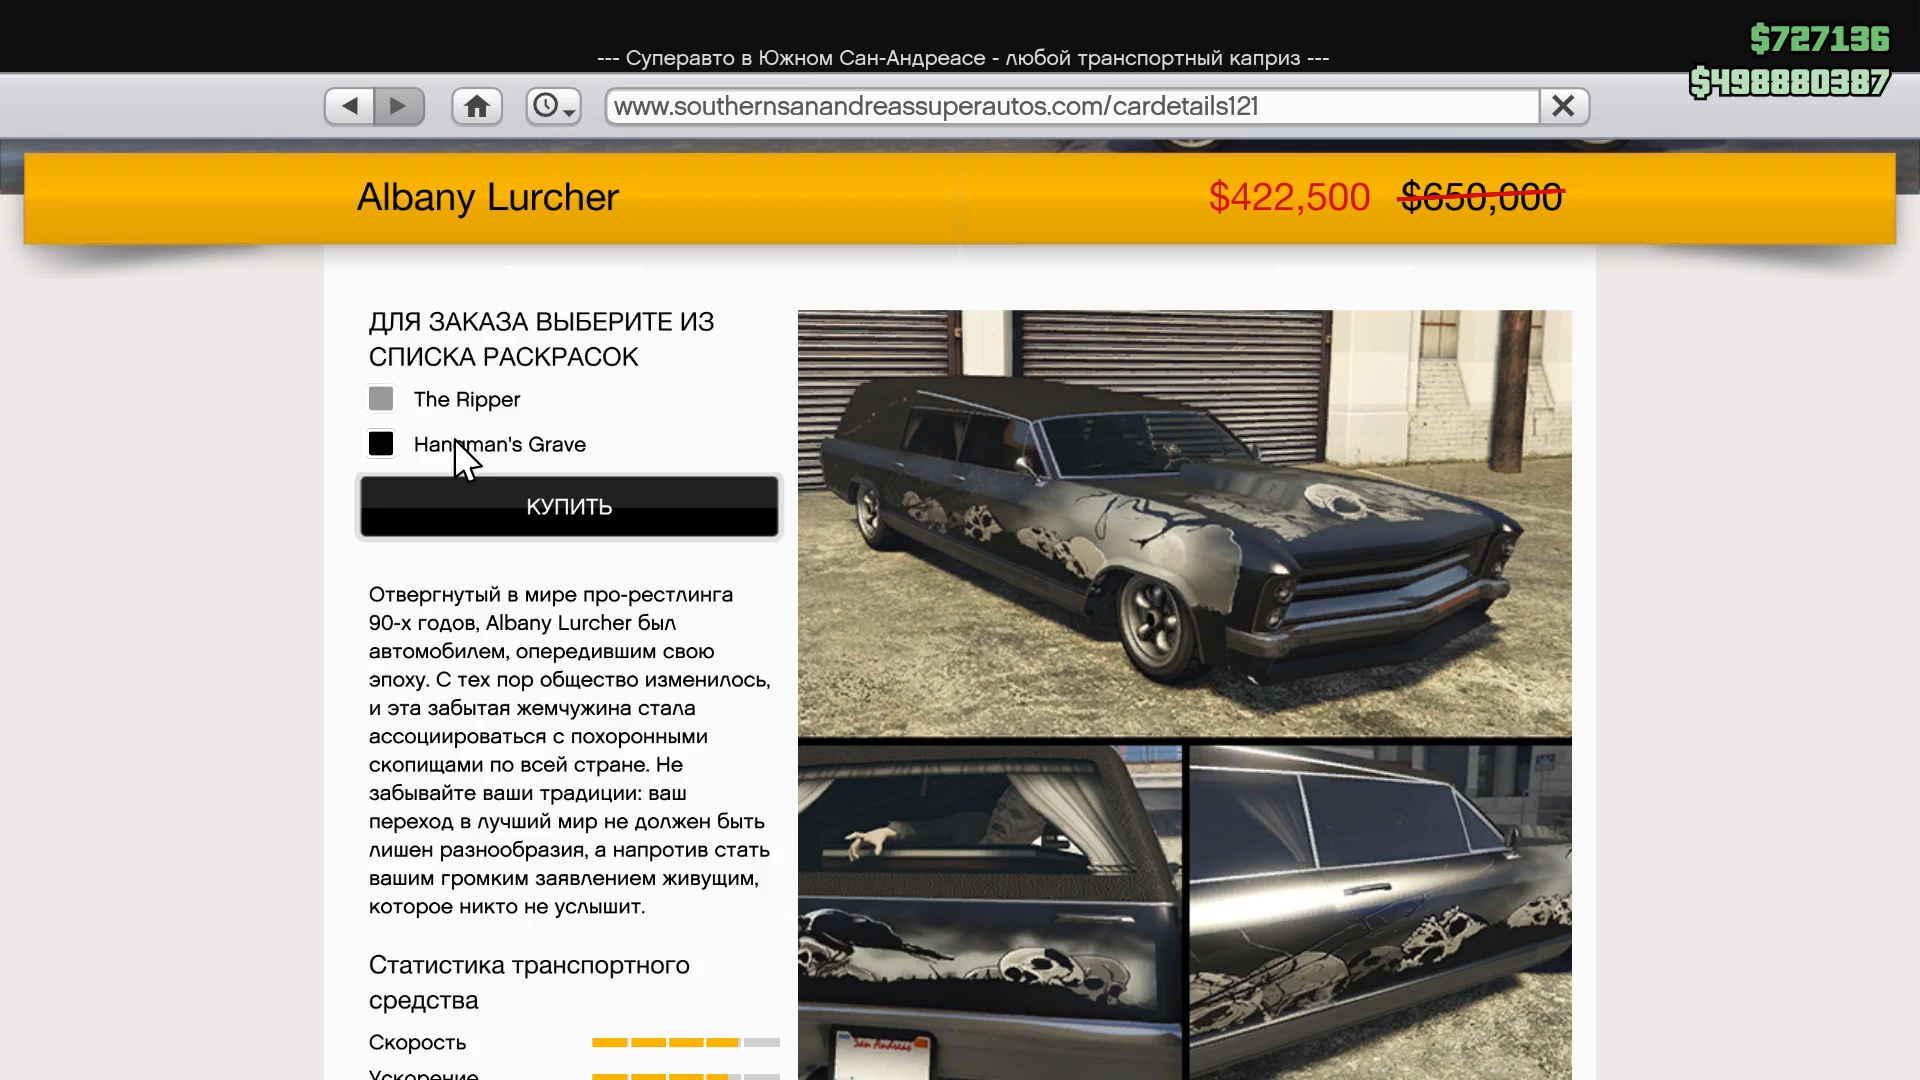 --- Суперавто в Южном Сан-Андреасе - любой транспортный каприз ---
$727136
$498880387
www.southernsanandreassuperautos.com/cardetails121
Albany Lurcher
$422,500 $650,000
ДЛЯ ЗАКАЗА ВЫБЕРИТЕ ИЗ
СПИСКА РАСКРАСОК
The Ripper
Hangman's Grave
КУПИТЬ
Отвергнутый в мире про-рестлинга
90-х годов, Albany Lurcher был
автомобилем, опередившим свою
эпоху. С тех пор общество изменилось,
и эта забытая жемчужина стала
ассоциироваться с похоронными
скопищами по всей стране. Не
забывайте ваши традиции: ваш
переход в лучший мир не должен быть
лишен разнообразия, а напротив стать
вашим громким заявлением живущим,
которое никто не услышит.
Статистика транспортного
средства
Скорость
Ускорение
San Andreas